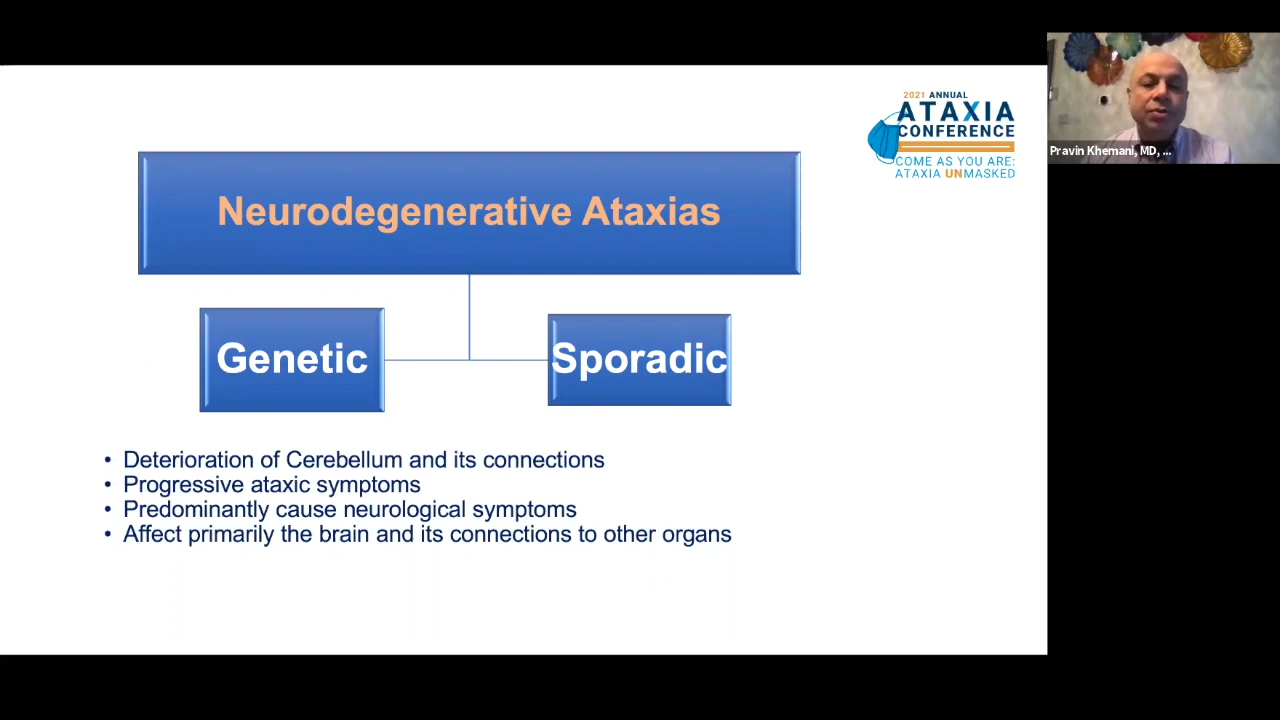 2021 ANNUAL
ATAXIA
CONFERENCE
COME AS YOU ARE:
ATAXIA UNMASKED
Pravin Khemani, MD, ...
Neurodegenerative Ataxias
Genetic
Sporadic
• Deterioration of Cerebellum and its connections
• Progressive ataxic symptoms
• Predominantly cause neurological symptoms
• Affect primarily the brain and its connections to other organs